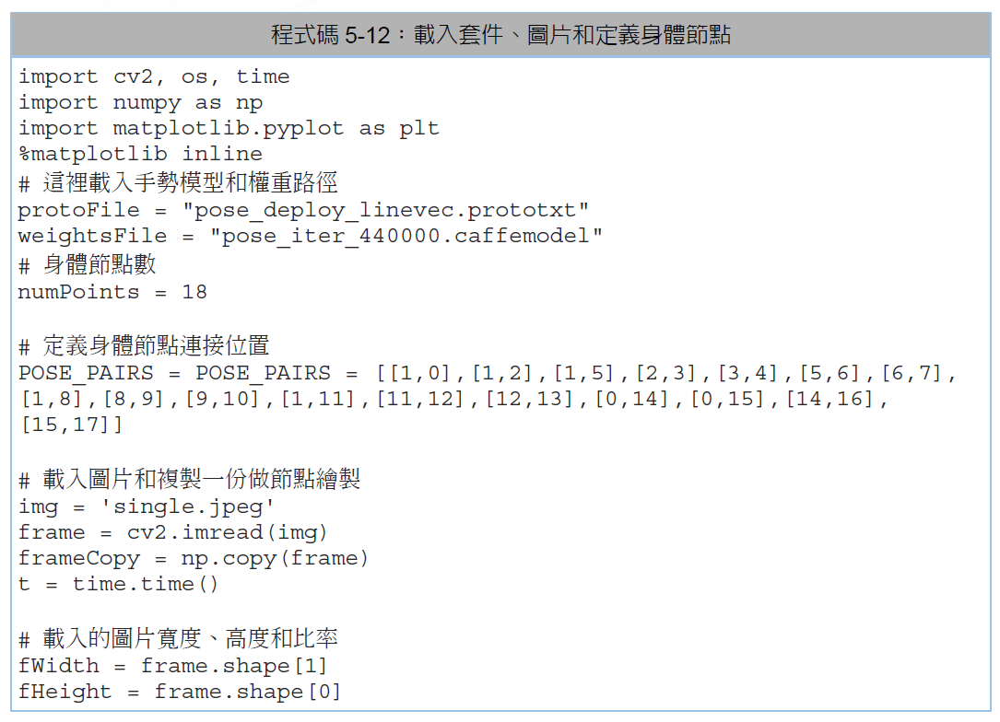 程式碼 5-12：載入套件、圖片和定義身體節點
import cv2, os, time
import numpy as np
import matplotlib.pyplot as plt
%matplotlib inline
# 這裡載入手勢模型和權重路徑
protoFile = "pose_deploy_linevec.prototxt"
weightsFile = "pose_iter_440000.caffemodel"
# 身體節點數
numPoints = 18
# 定義身體節點連接位置
POSE_PAIRS = POSE_PAIRS = [[1,0],[1,2],[1,5],[2,3],[3,4],[5,6],[6,7],
[1,8],[8,9],[9,10],[1,11],[11,12],[12,13],[0,14],[0,15],[14,16],
[15,17]]
# 載入圖片和複製一份做節點繪製
img = 'single.jpeg'
frame = cv2.imread(img)
frameCopy = np.copy(frame)
t = time.time()
# 載入的圖片寬度、高度和比率
fWidth = frame.shape[1]
fHeight = frame.shape[0]